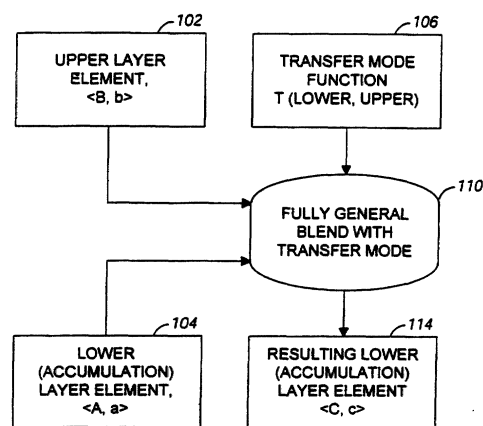 102
UPPER LAYER
ELEMENT,
<B, b>
106
TRANSFER MODE
FUNCTION
T (LOWER, UPPER)
110
FULLY GENERAL
BLEND WITH
TRANSFER MODE
104
LOWER
(ACCUMULATION)
LAYER ELEMENT,
<A, a>
114
RESULTING LOWER
(ACCUMULATION)
LAYER ELEMENT
<C, c>